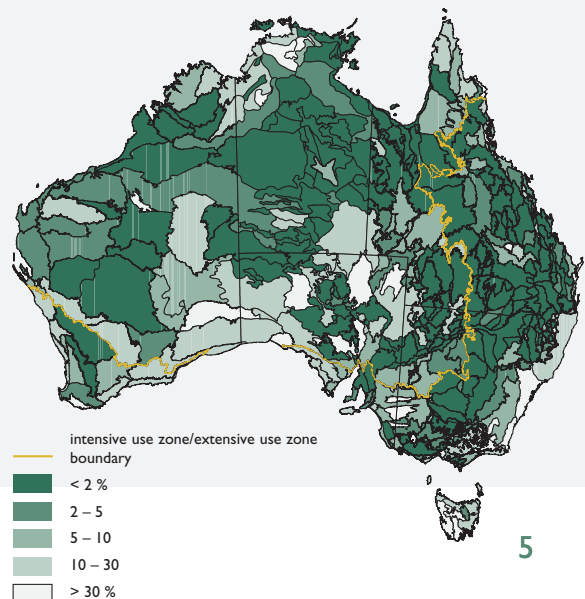 intensive use zone/extensive use zone
boundary
< 2 %
2 – 5
5 – 10
10 – 30
> 30 %
5